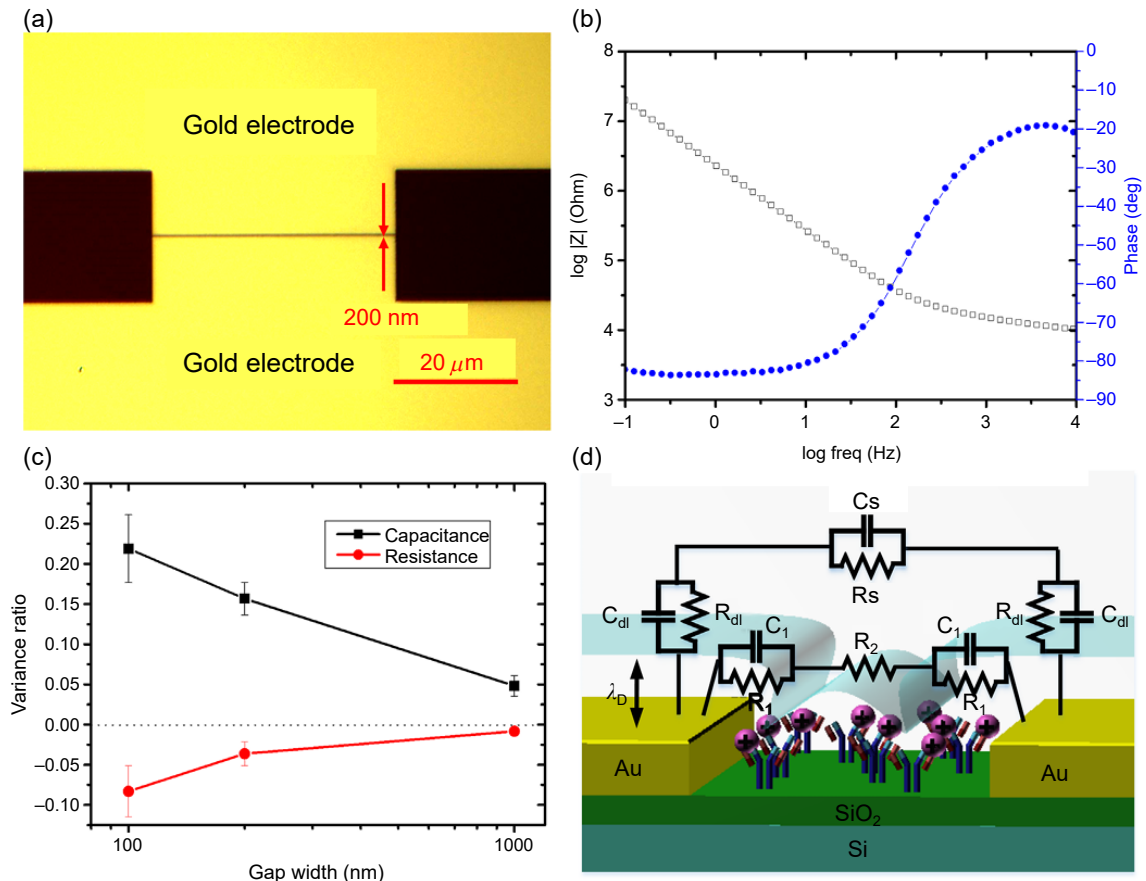 (a)
Gold electrode
200 nm
Gold electrode
20 μm
(b)
8
7
6
5
4
3
log |Z| (Ohm)
–1
0
1
2
3
4
log freq (Hz)
0
–10
–20
–30
–40
–50
–60
–70
–80
–90
Phase (deg)
(c)
0.30
0.25
0.20
0.15
0.10
0.05
0.00
–0.05
–0.10
Variance ratio
Capacitance
Resistance
100
1000
Gap width (nm)
(d)
Cs
Rs
Cdl
Rdl
Rdl
Cdl
C1
R2
C1
R1
R1
λD
+ + + + + + + +
Au
Au
SiO2
Si